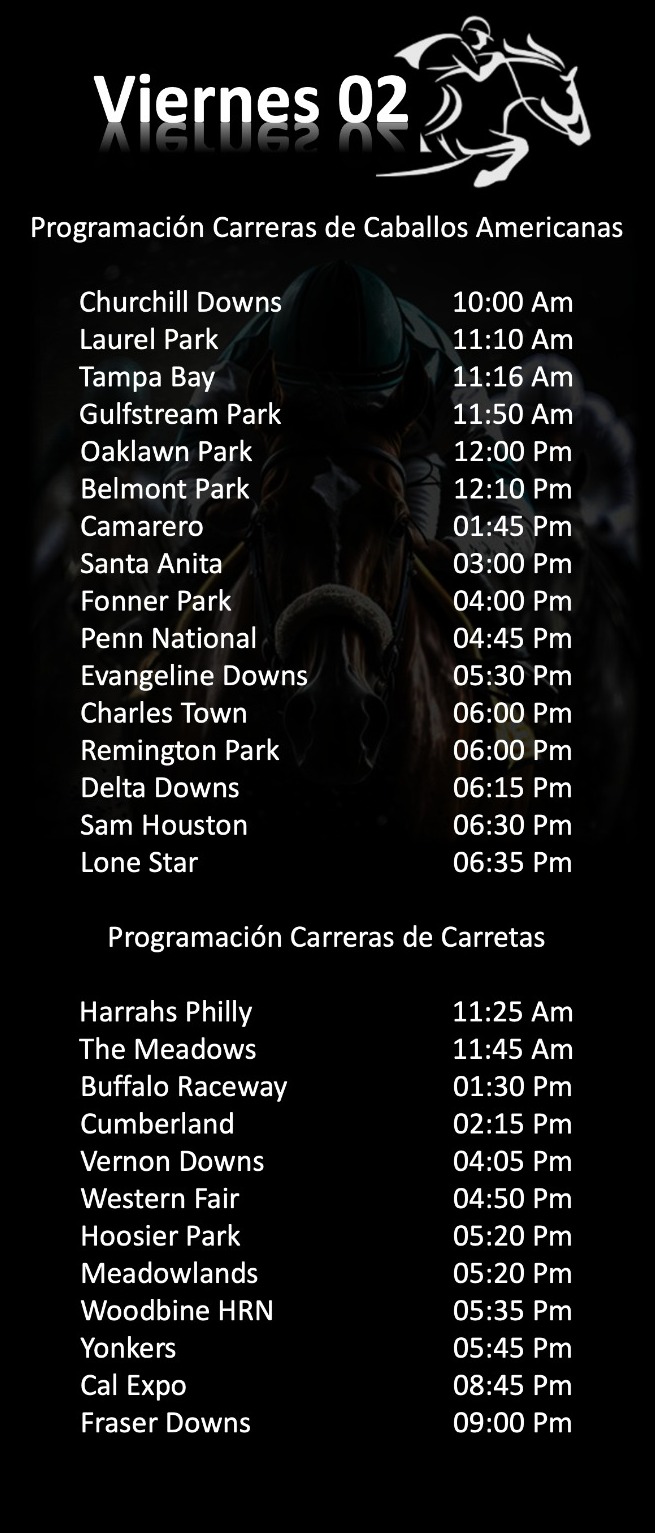 Viernes 02
Programación Carreras de Caballos Americanas
Churchill Downs 10:00 Am
Laurel Park 11:10 Am
Tampa Bay 11:16 Am
Gulfstream Park 11:50 Am
Oaklawn Park 12:00 Pm
Belmont Park 12:10 Pm
Camarero 01:45 Pm
Santa Anita 03:00 Pm
Fonner Park 04:00 Pm
Penn National 04:45 Pm
Evangeline Downs 05:30 Pm
Charles Town 06:00 Pm
Remington Park 06:00 Pm
Delta Downs 06:15 Pm
Sam Houston 06:30 Pm
Lone Star 06:35 Pm
Programación Carreras de Carretas
Harrahs Philly 11:25 Am
The Meadows 11:45 Am
Buffalo Raceway 01:30 Pm
Cumberland 02:15 Pm
Vernon Downs 04:05 Pm
Western Fair 04:50 Pm
Hoosier Park 05:20 Pm
Meadowlands 05:20 Pm
Woodbine HRN 05:35 Pm
Yonkers 05:45 Pm
Cal Expo 08:45 Pm
Fraser Downs 09:00 Pm